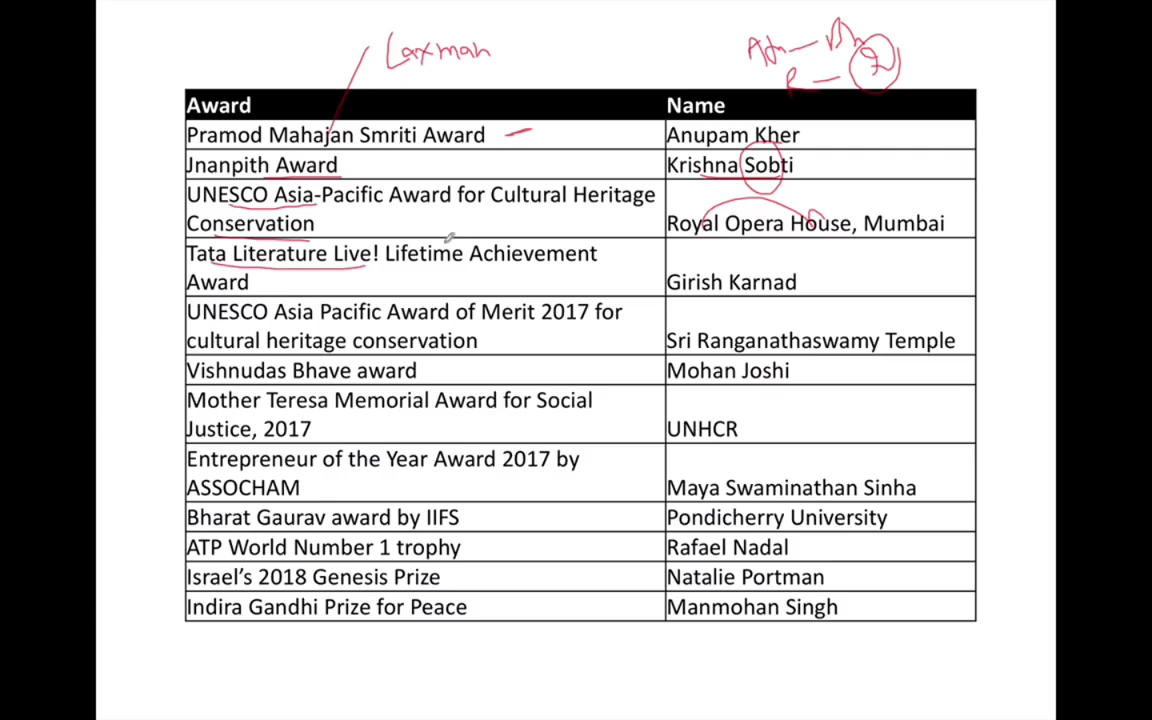 Laxman
Award Name
Pramod Mahajan Smriti Award Anupam Kher
Jnanpith Award Krishna Sobti
UNESCO Asia-Pacific Award for Cultural Heritage
Conservation Royal Opera House, Mumbai
Tata Literature Live! Lifetime Achievement
Award Girish Karnad
UNESCO Asia Pacific Award of Merit 2017 for
cultural heritage conservation Sri Ranganathaswamy Temple
Vishnudas Bhave award Mohan Joshi
Mother Teresa Memorial Award for Social
Justice, 2017 UNHCR
Entrepreneur of the Year Award 2017 by
ASSOCHAM Maya Swaminathan Sinha
Bharat Gaurav award by IIFS Pondicherry University
ATP World Number 1 trophy Rafael Nadal
Israel’s 2018 Genesis Prize Natalie Portman
Indira Gandhi Prize for Peace Manmohan Singh